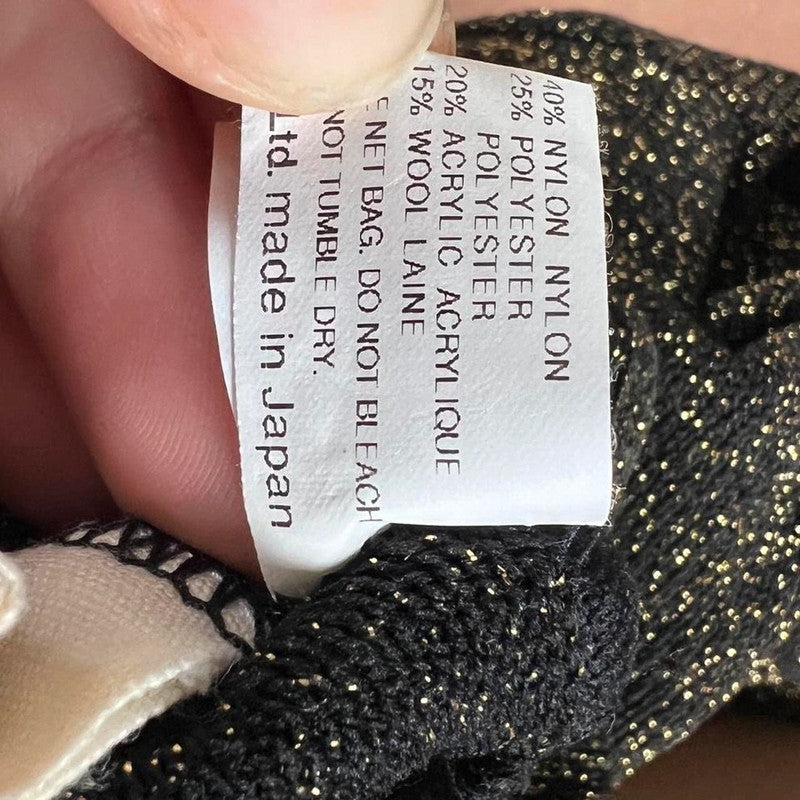 40% NYLON NYLON
25% POLYESTER
POLYESTER
20% ACRYLIC ACRYLIQUE
15% WOOL LAINE
NET BAG. DO NOT BLEACH
NOT TUMBLE DRY.
Ltd. made in Japan